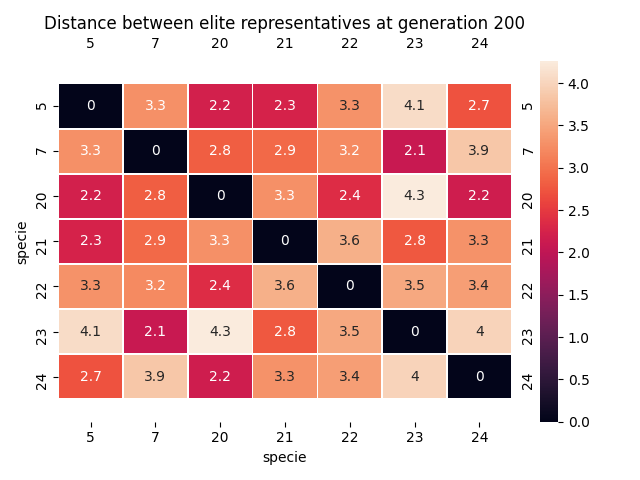 Distance between elite representatives at generation 200
5 7 20 21 22 23 24
5 0 3.3 2.2 2.3 3.3 4.1 2.7 5
7 3.3 0 2.8 2.9 3.2 2.1 3.9 7
20 2.2 2.8 0 3.3 2.4 4.3 2.2 20
21 2.3 2.9 3.3 0 3.6 2.8 3.3 21
22 3.3 3.2 2.4 3.6 0 3.5 3.4 22
23 4.1 2.1 4.3 2.8 3.5 0 4 23
24 2.7 3.9 2.2 3.3 3.4 4 0 24
5 7 20 21 22 23 24
specie
specie
4.0
3.5
3.0
2.5
2.0
1.5
1.0
0.5
0.0